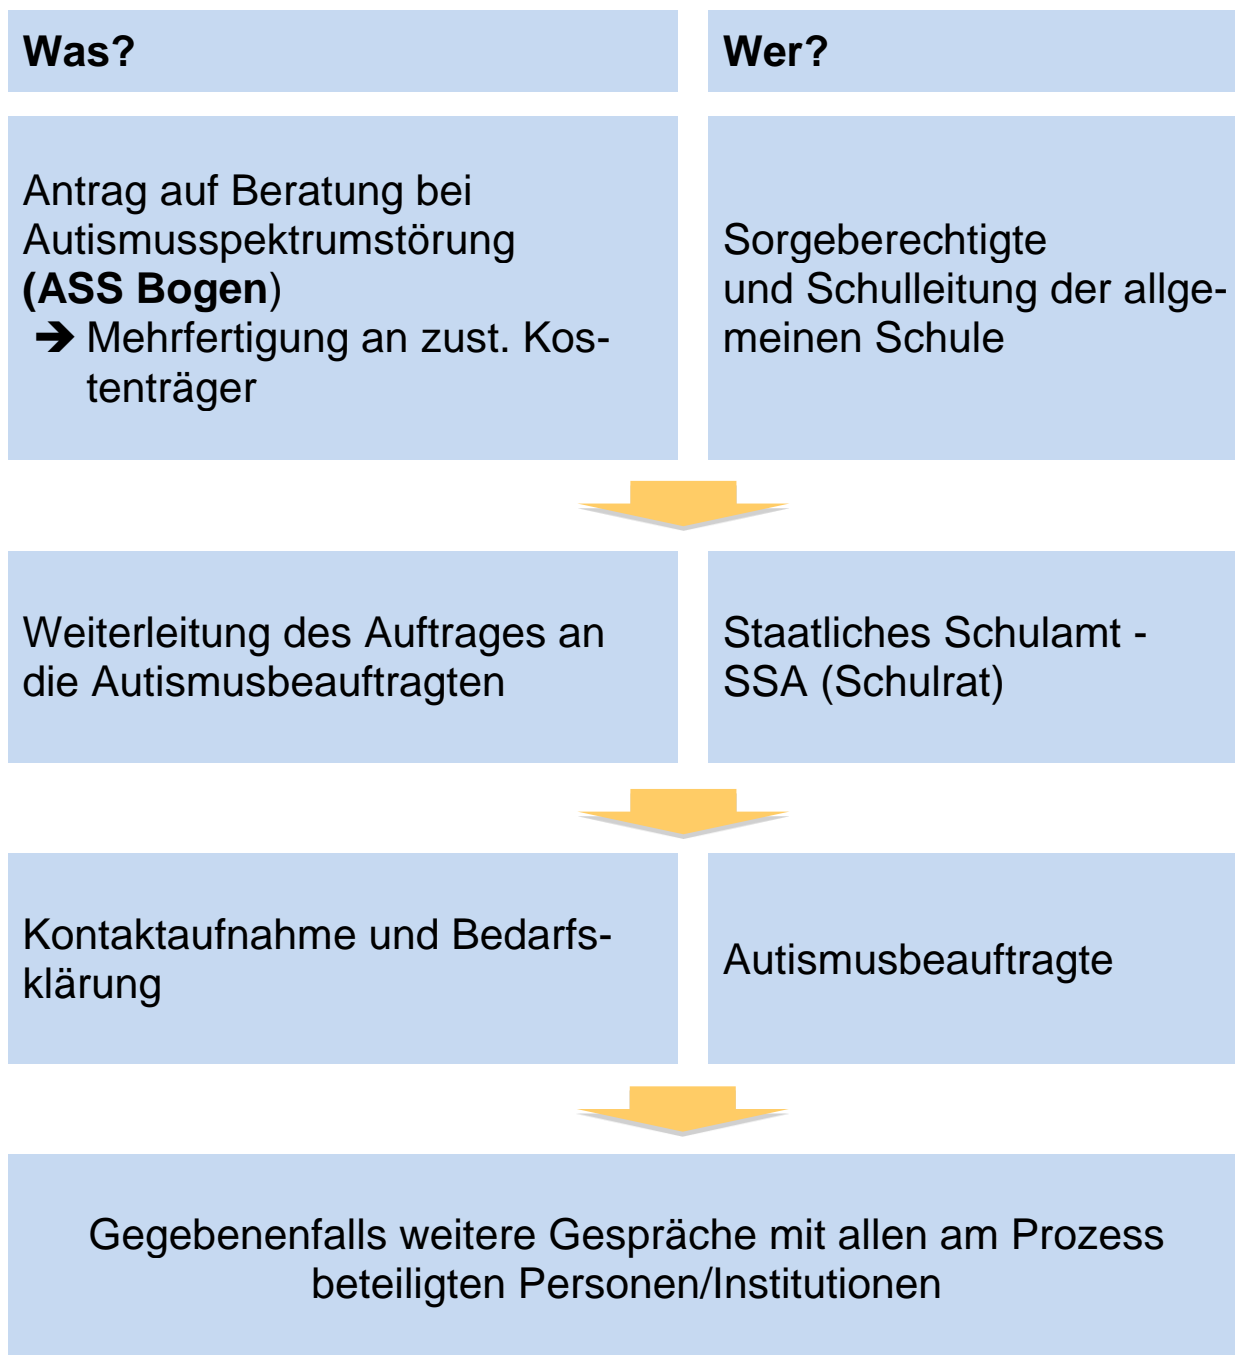 Was?
Wer?
Antrag auf Beratung bei
Autismusspektrumstörung
(ASS Bogen)
➔ Mehrfertigung an zust. Kos-
tenträger
Sorgeberechtigte
und Schulleitung der allge-
meinen Schule
Weiterleitung des Auftrages an
die Autismusbeauftragten
Staatliches Schulamt -
SSA (Schulrat)
Kontaktaufnahme und Bedarfs-
klärung
Autismusbeauftragte
Gegebenenfalls weitere Gespräche mit allen am Prozess
beteiligten Personen/Institutionen